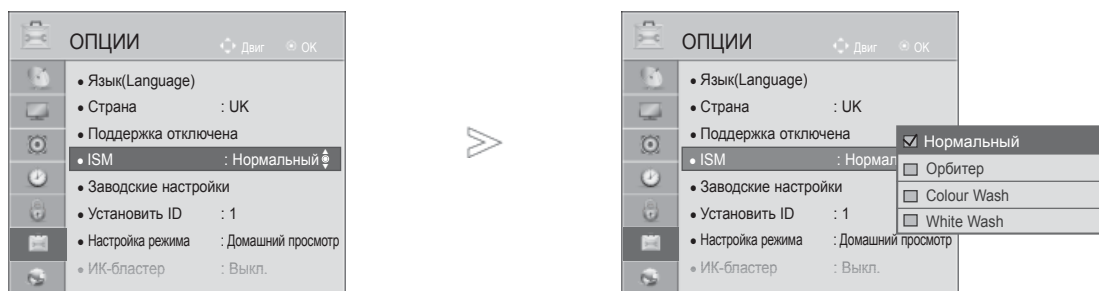 ОПЦИИ Двиг ОК
• Язык(Language)
• Страна : UK
• Поддержка отключена
• ISM : Нормальный
• Заводские настройки
• Установить ID : 1
• Настройка режима : Домашний просмотр
• ИК-бластер : Выкл.
ОПЦИИ Двиг ОК
• Язык(Language)
• Страна : UK
• Поддержка отключена
• ISM : Нормал
• Заводские настройки
• Установить ID : 1
• Настройка режима : Домашний просмотр
• ИК-бластер : Выкл.
Нормальный
Орбитер
Colour Wash
White Wash